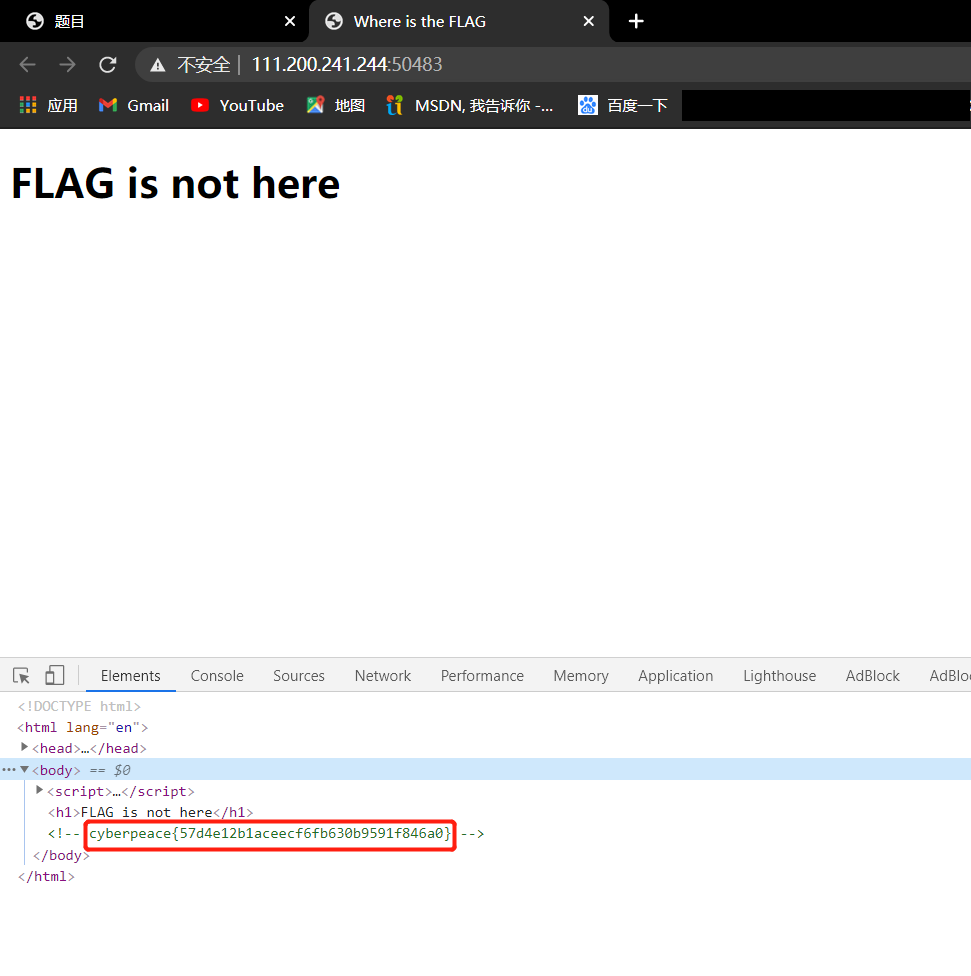 题目 Where is the FLAG
不安全 | 111.200.241.244:50483
应用 Gmail YouTube 地图 MSDN, 我告诉你 -... 百度一下
FLAG is not here
Elements Console Sources Network Performance Memory Application Lighthouse AdBlock AdBlo
<!DOCTYPE html>
<html lang="en">
<head>…</head>
<body> == $0
<script>…</script>
<h1>FLAG is not here</h1>
<!-- cyberpeace{57d4e12b1aceecf6fb630b9591f846a0} -->
</body>
</html>